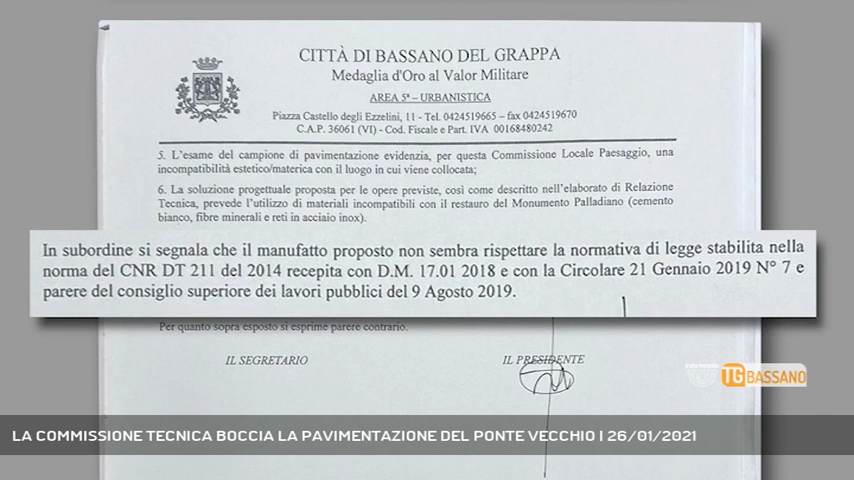 CITTÀ DI BASSANO DEL GRAPPA
Medaglia d'Oro al Valor Militare
AREA 5ª – URBANISTICA
Piazza Castello degli Ezzelini, 11 - Tel. 0424519665 – fax 0424519670
C.A.P. 36061 (VI) - Cod. Fiscale e Part. IVA 00168480242
5. L'esame del campione di pavimentazione evidenzia, per questa Commissione Locale Paesaggio, una
incompatibilità estetico/materica con il luogo in cui viene collocata;
6. La soluzione progettuale proposta per le opere previste, così come descritto nell'elaborato di Relazione
Tecnica, prevede l'utilizzo di materiali incompatibili con il restauro del Monumento Palladiano (cemento
bianco, fibre minerali e reti in acciaio inox).
In subordine si segnala che il manufatto proposto non sembra rispettare la normativa di legge stabilita nella
norma del CNR DT 211 del 2014 recepita con D.M. 17.01 2018 e con la Circolare 21 Gennaio 2019 N° 7 e
parere del consiglio superiore dei lavori pubblici del 9 Agosto 2019.
Per quanto sopra esposto si esprime parere contrario.
IL SEGRETARIO IL PRESIDENTE
TG BASSANO
LA COMMISSIONE TECNICA BOCCIA LA PAVIMENTAZIONE DEL PONTE VECCHIO | 26/01/2021